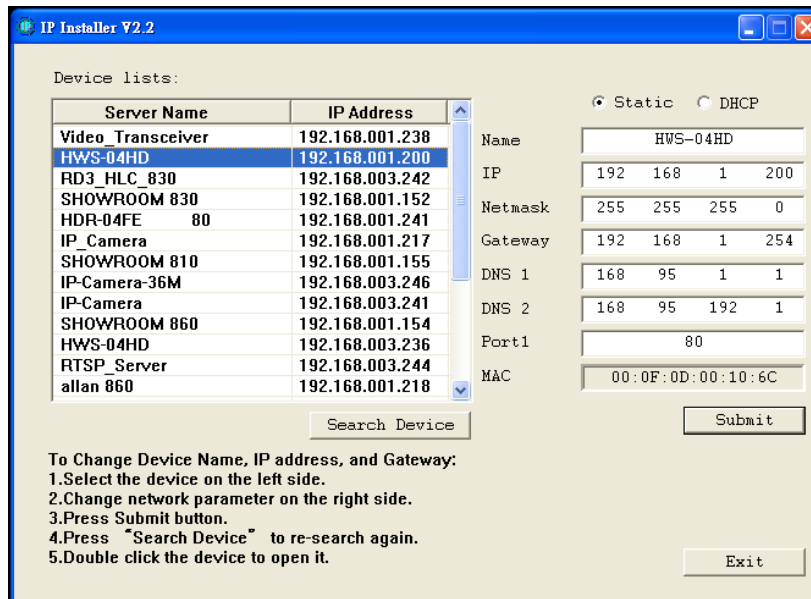 IP Installer V2.2
Device lists:
Server Name IP Address
Video_Transceiver 192.168.001.238
HWS-04HD 192.168.001.200
RD3_HLC_830 192.168.003.242
SHOWROOM 830 192.168.001.152
HDR-04FE 80 192.168.001.241
IP_Camera 192.168.001.217
SHOWROOM 810 192.168.001.155
IP-Camera-36M 192.168.003.246
IP-Camera 192.168.003.241
SHOWROOM 860 192.168.001.154
HWS-04HD 192.168.003.236
RTSP_Server 192.168.003.244
allan 860 192.168.001.218
Search Device
Static DHCP
Name HWS-04HD
IP 192 168 1 200
Netmask 255 255 255 0
Gateway 192 168 1 254
DNS 1 168 95 1 1
DNS 2 168 95 192 1
Port1 80
MAC 00:0F:0D:00:10:6C
Submit
To Change Device Name, IP address, and Gateway:
1.Select the device on the left side.
2.Change network parameter on the right side.
3.Press Submit button.
4.Press “Search Device” to re-search again.
5.Double click the device to open it.
Exit